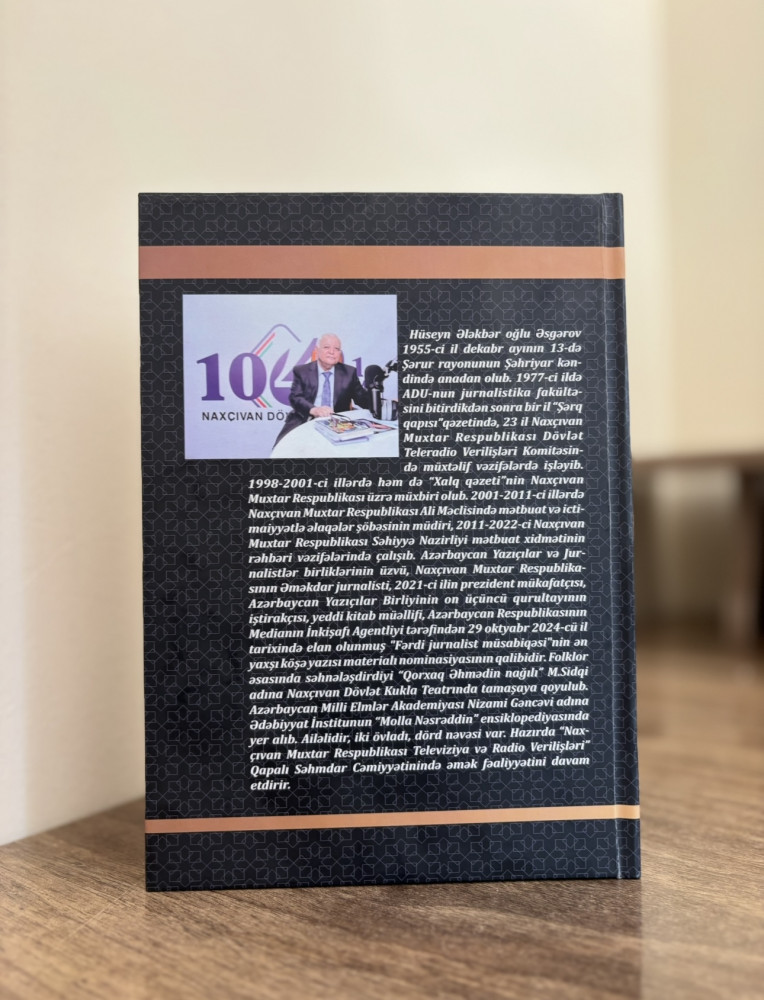 104.1
NAXÇIVAN DÖV
Hüseyn Ələkbər oğlu Əsgərov
1955-ci il dekabr ayının 13-də
Şərur rayonunun Şəhriyar kən-
dində anadan olub. 1977-ci ildə
ADU-nun jurnalistika fakültə-
sini bitirdikdən sonra bir il "Şərq
qapısı"qəzetində, 23 il Naxçıvan
Muxtar Respublikası Dövlət
Teleradio Verilişləri Komitəsin-
də müxtəlif vəzifələrdə işləyib.
1998-2001-ci illərdə həm də "Xalq qəzeti"nin Naxçıvan
Muxtar Respublikası üzrə müxbiri olub. 2001-2011-ci illərdə
Naxçıvan Muxtar Respublikası Ali Məclisində mətbuat və icti-
maiyyətlə əlaqələr şöbəsinin müdiri, 2011-2022-ci Naxçıvan
Muxtar Respublikası Səhiyyə Nazirliyi mətbuat xidmətinin
rəhbəri vəzifələrində çalışıb. Azərbaycan Yazıçılar və Jur-
nalistlər birliklərinin üzvü, Naxçıvan Muxtar Respublika-
sının Əməkdar jurnalisti, 2021-ci ilin prezident mükafatçısı,
Azərbaycan Yazıçılar Birliyinin on üçüncü qurultayının
iştirakçısı, yeddi kitab müəllifi, Azərbaycan Respublikasının
Medianın İnkişafı Agentliyi tərəfindən 29 oktyabr 2024-cü il
tarixində elan olunmuş "Fərdi jurnalist müsabiqəsi"nin ən
yaxşı köşə yazısı materialı nominasiyasının qalibidir. Folklor
əsasında səhnələşdirdiyi "Qorxaq Əhmədin nağılı" M.Sidqi
adına Naxçıvan Dövlət Kukla Teatrında tamaşaya qoyulub.
Azərbaycan Milli Elmlər Akademiyası Nizami Gəncəvi adına
Ədəbiyyat İnstitunun "Molla Nəsrəddin" ensiklopediyasında
yer alıb. Ailəlidir, iki övladı, dörd nəvəsi var. Hazırda "Nax-
çıvan Muxtar Respublikası Televiziya və Radio Verilişləri"
Qapalı Səhmdar Cəmiyyətinində əmək fəaliyyətini davam
etdirir.